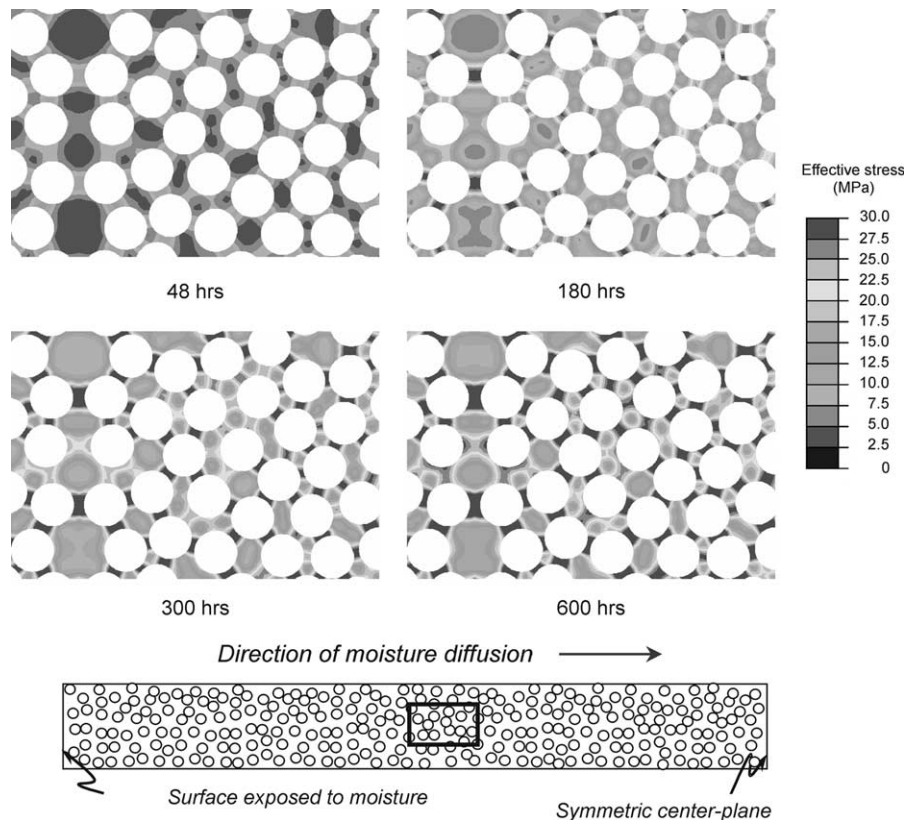 48 hrs
180 hrs
Effective stress
(MPa)
30.0
27.5
25.0
22.5
20.0
17.5
15.0
12.5
10.0
7.5
5.0
2.5
0
300 hrs
600 hrs
Direction of moisture diffusion
Surface exposed to moisture
Symmetric center-plane